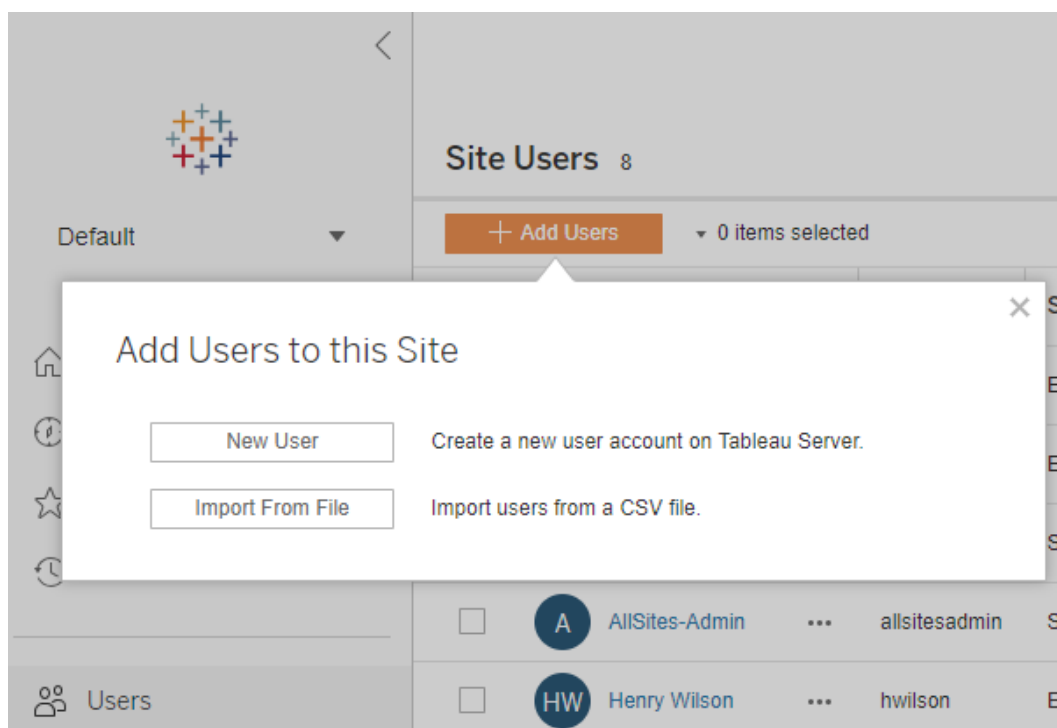 Site Users 8
Default
Add Users
0 items selected
Add Users to this Site
New User
Create a new user account on Tableau Server.
Import From File
Import users from a CSV file.
A AllSites-Admin allsitesadmin
Users
HW Henry Wilson hwilson